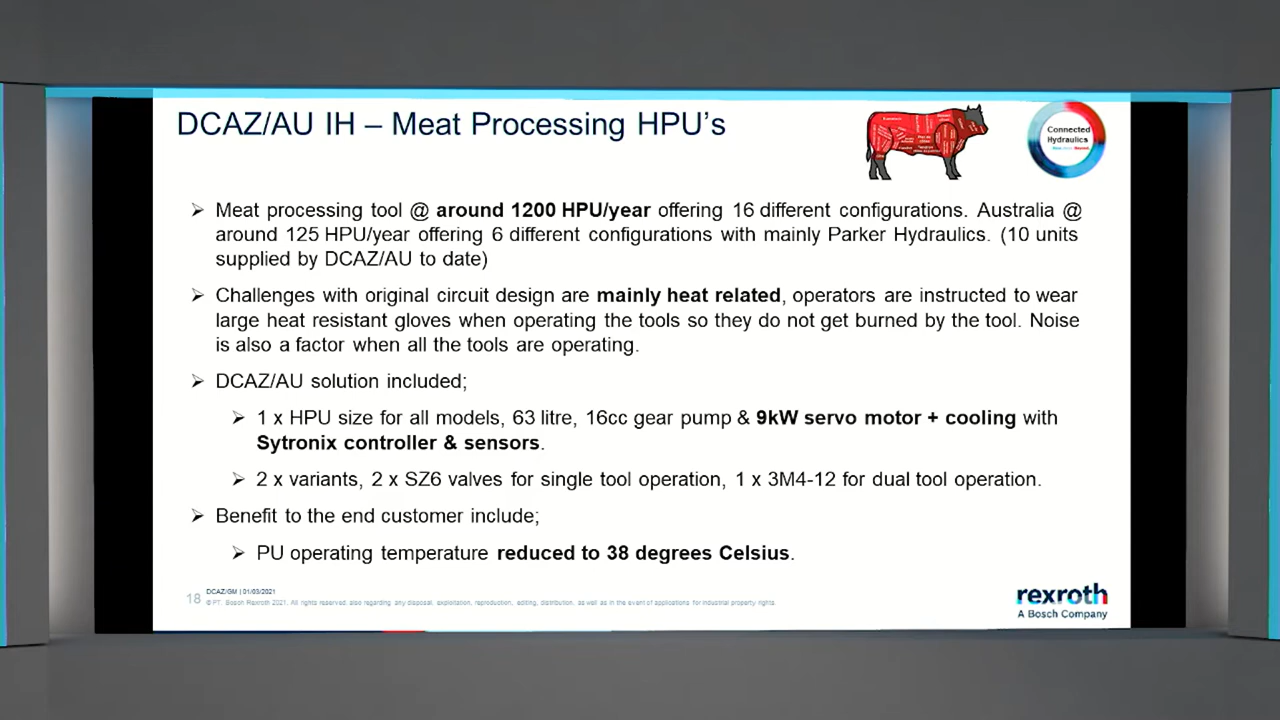 DCAZ/AU IH – Meat Processing HPU's
Connected
Hydraulics
➢ Meat processing tool @ around 1200 HPU/year offering 16 different configurations. Australia @
around 125 HPU/year offering 6 different configurations with mainly Parker Hydraulics. (10 units
supplied by DCAZ/AU to date)
➢ Challenges with original circuit design are mainly heat related, operators are instructed to wear
large heat resistant gloves when operating the tools so they do not get burned by the tool. Noise
is also a factor when all the tools are operating.
➢ DCAZ/AU solution included;
➢ 1 x HPU size for all models, 63 litre, 16cc gear pump & 9kW servo motor + cooling with
Sytronix controller & sensors.
➢ 2 x variants, 2 x SZ6 valves for single tool operation, 1 x 3M4-12 for dual tool operation.
➢ Benefit to the end customer include;
➢ PU operating temperature reduced to 38 degrees Celsius.
18
DCAZ/GM | 01/03/2021
© PT. Bosch Rexroth 2021. All rights reserved, also regarding any disposal, exploitation, reproduction, editing, distribution, as well as in the event of applications for industrial property rights.
rexroth
A Bosch Company